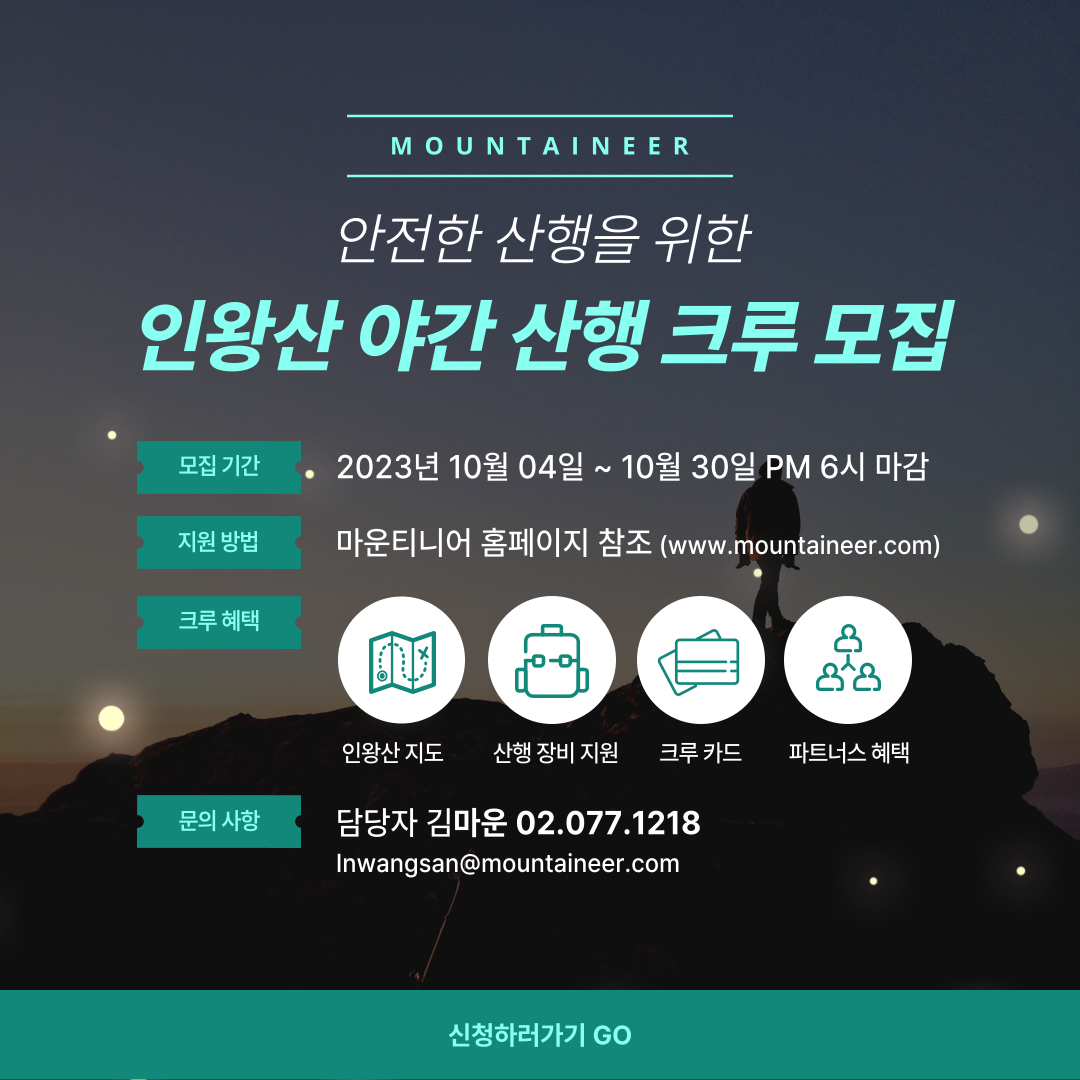 MOUNTAINEER
안전한 산행을 위한
인왕산 야간 산행 크루 모집
모집 기간
2023년 10월 04일 ~ 10월 30일 PM 6시 마감
지원 방법
마운티니어 홈페이지 참조 (www.mountaineer.com)
크루 혜택
인왕산 지도
산행 장비 지원
크루 카드
파트너스 혜택
문의 사항
담당자 김마운 02.077.1218
Inwangsan@mountaineer.com
신청하러가기 GO